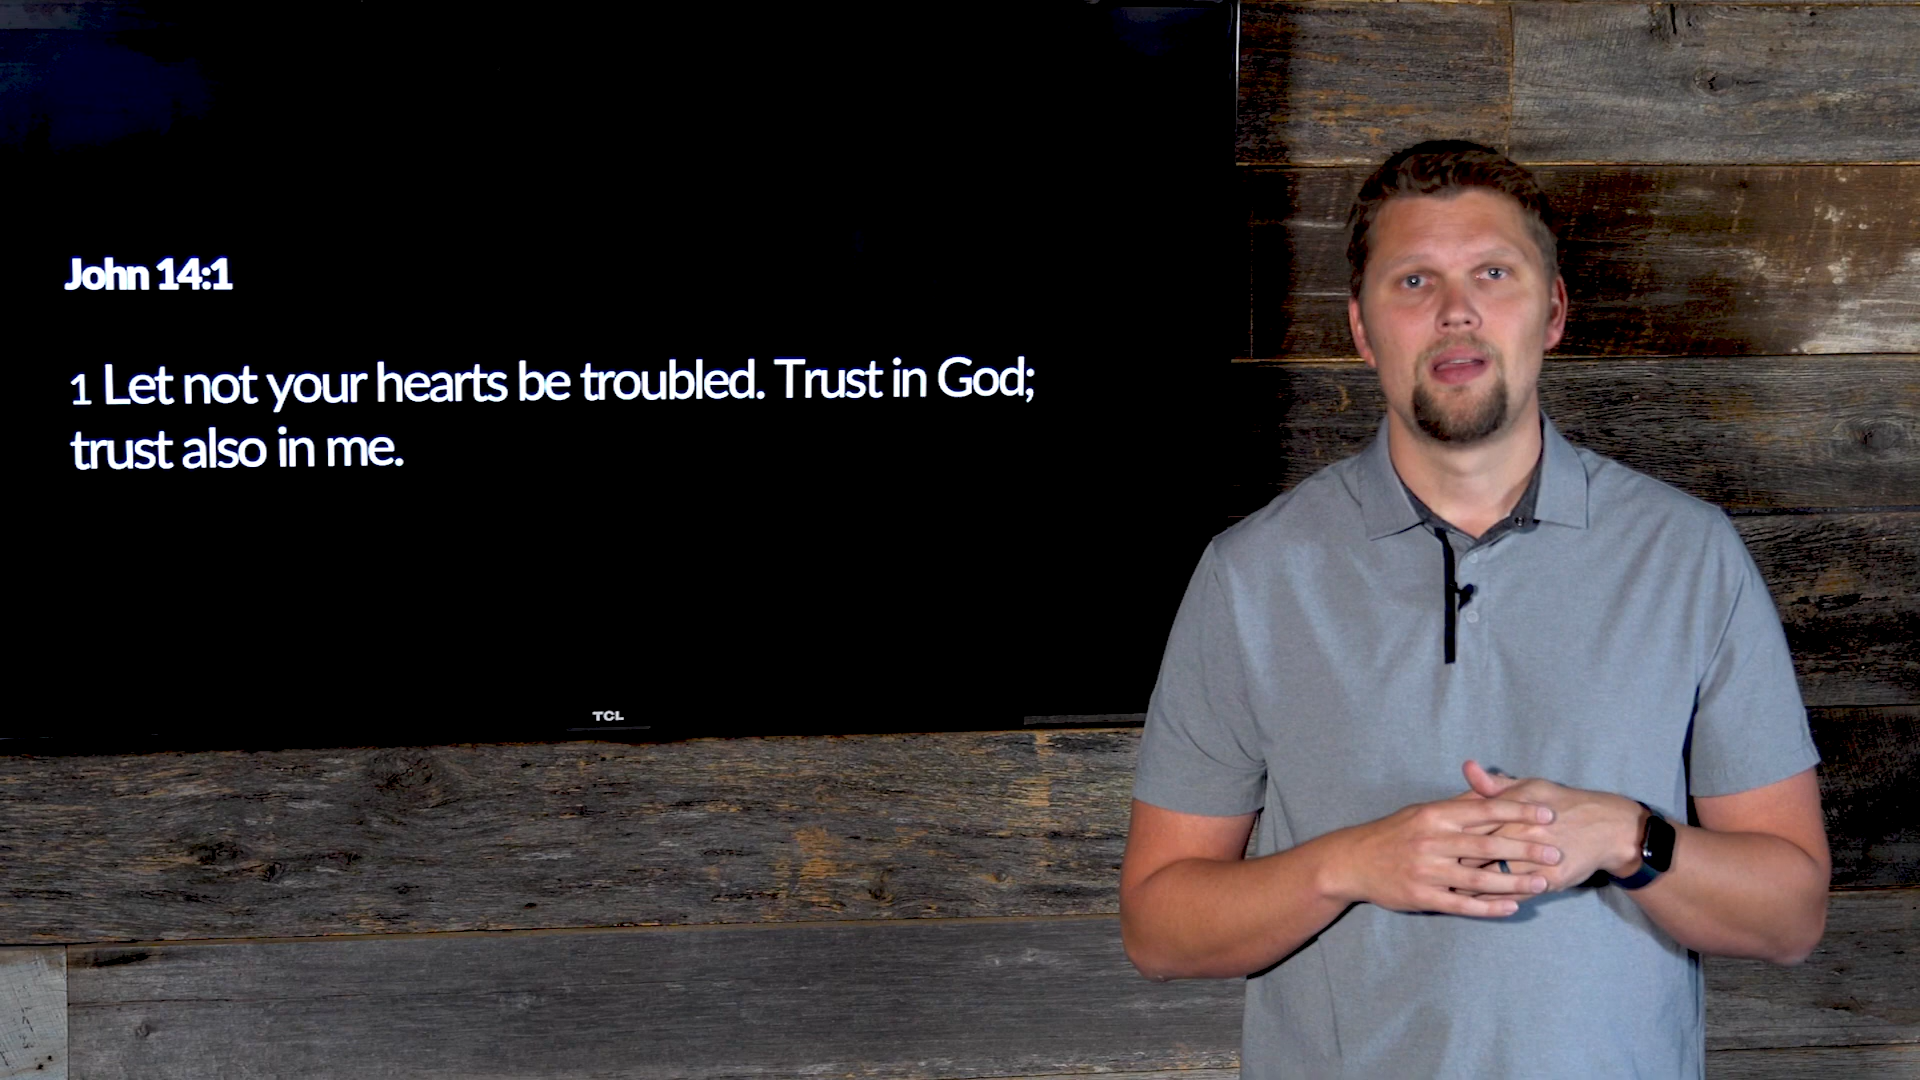 John 14:1
1 Let not your hearts be troubled. Trust in God;
trust also in me.
TCL